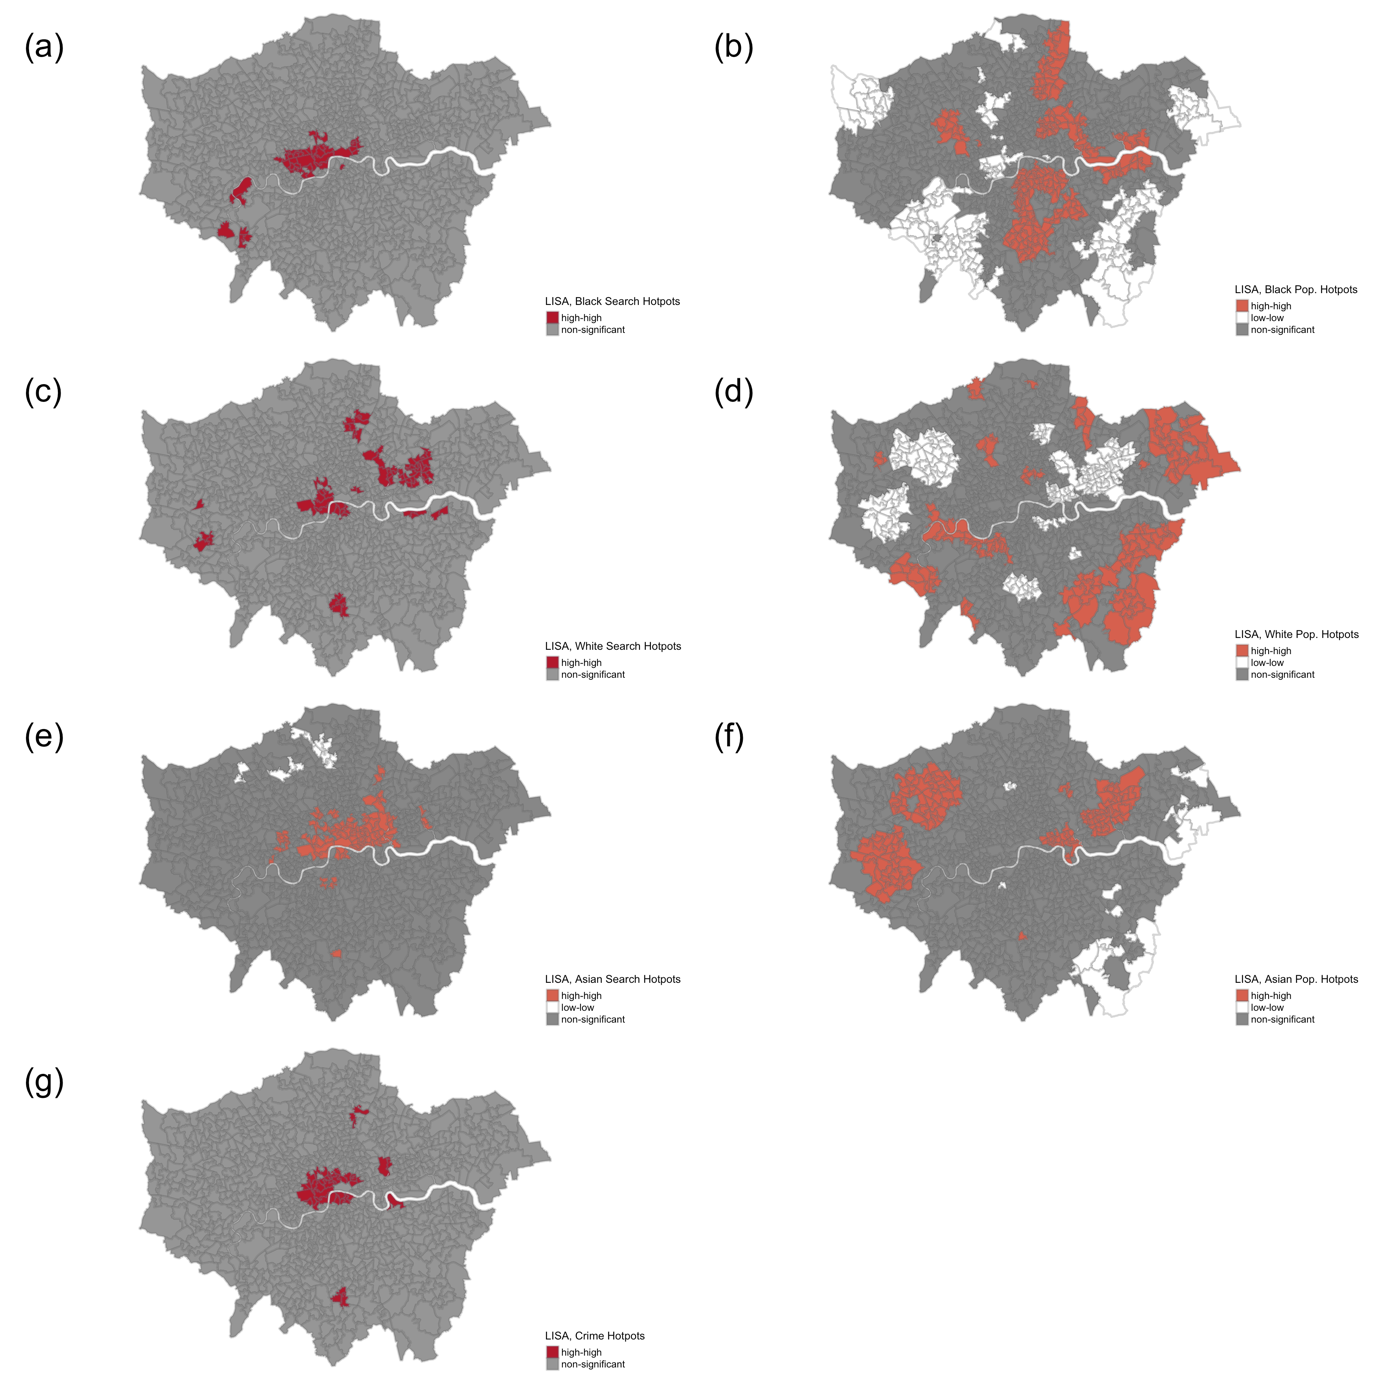 (a)
LISA, Black Search Hotpots
high-high
non-significant
(b)
LISA, Black Pop. Hotpots
high-high
low-low
non-significant
(c)
LISA, White Search Hotpots
high-high
non-significant
(d)
LISA, White Pop. Hotpots
high-high
low-low
non-significant
(e)
LISA, Asian Search Hotpots
high-high
low-low
non-significant
(f)
LISA, Asian Pop. Hotpots
high-high
low-low
non-significant
(g)
LISA, Crime Hotpots
high-high
non-significant